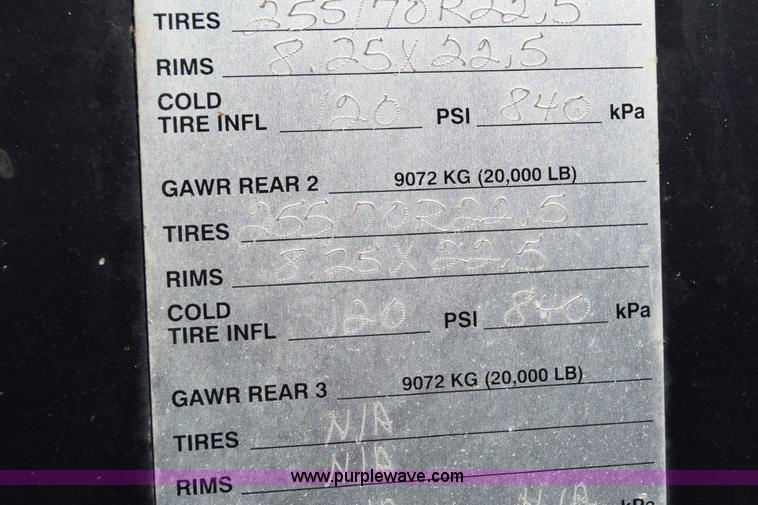 TIRES 255/70R22.5
RIMS 8.25X22.5
COLD
TIRE INFL 120 PSI 840 kPa
GAWR REAR 2 9072 KG (20,000 LB)
TIRES 255 70R22.5
RIMS 8 25X22.5
COLD
TIRE INFL 120 PSI 840 kPa
GAWR REAR 3 9072 KG (20,000 LB)
TIRES N/A
RIMS N/A
www.purplewave.com
N/A kPa